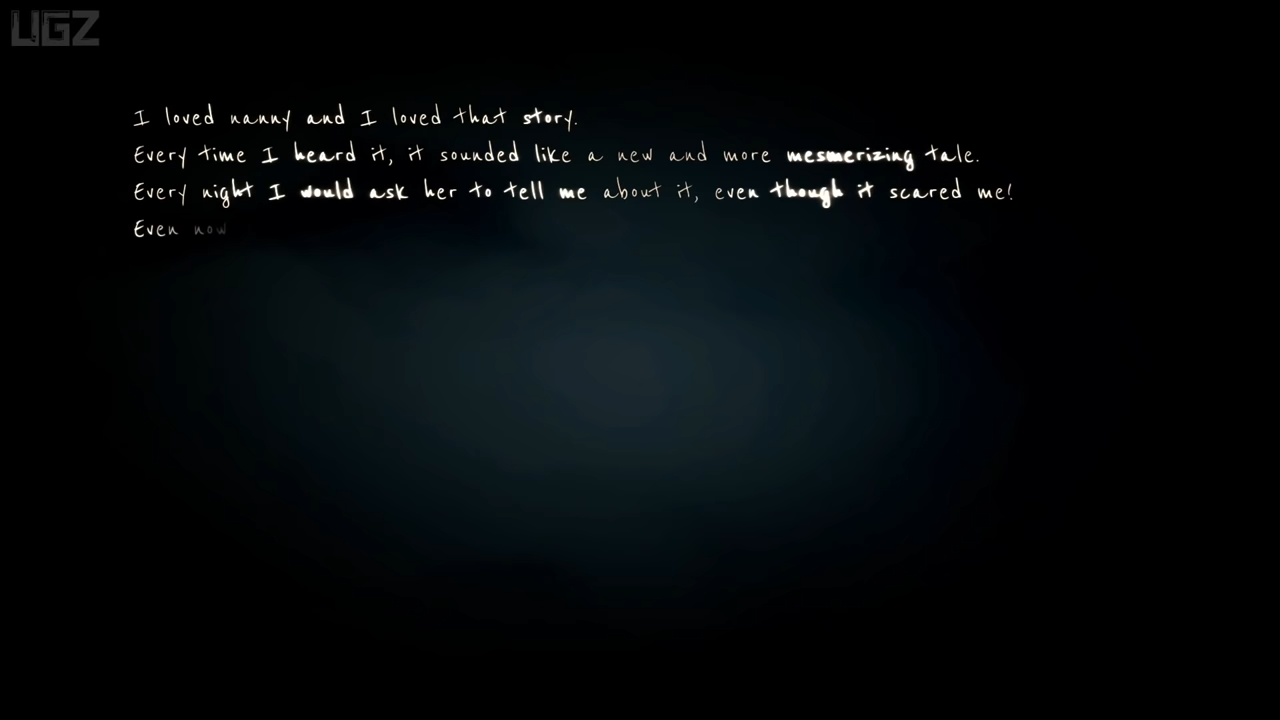 UGZ
I loved nanny and I loved that story.
Every time I heard it, it sounded like a new and more mesmerizing tale.
Every night I would ask her to tell me about it, even though it scared me!
Even now